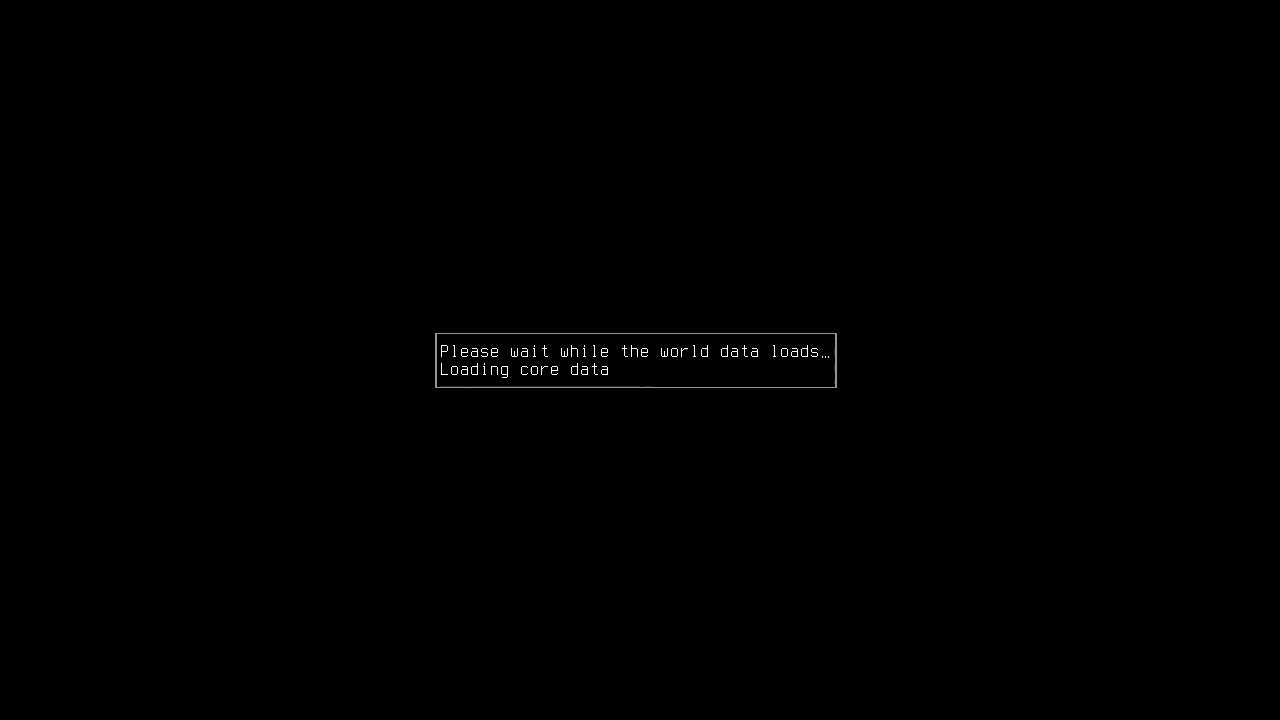 Please wait while the world data loads…
Loading core data